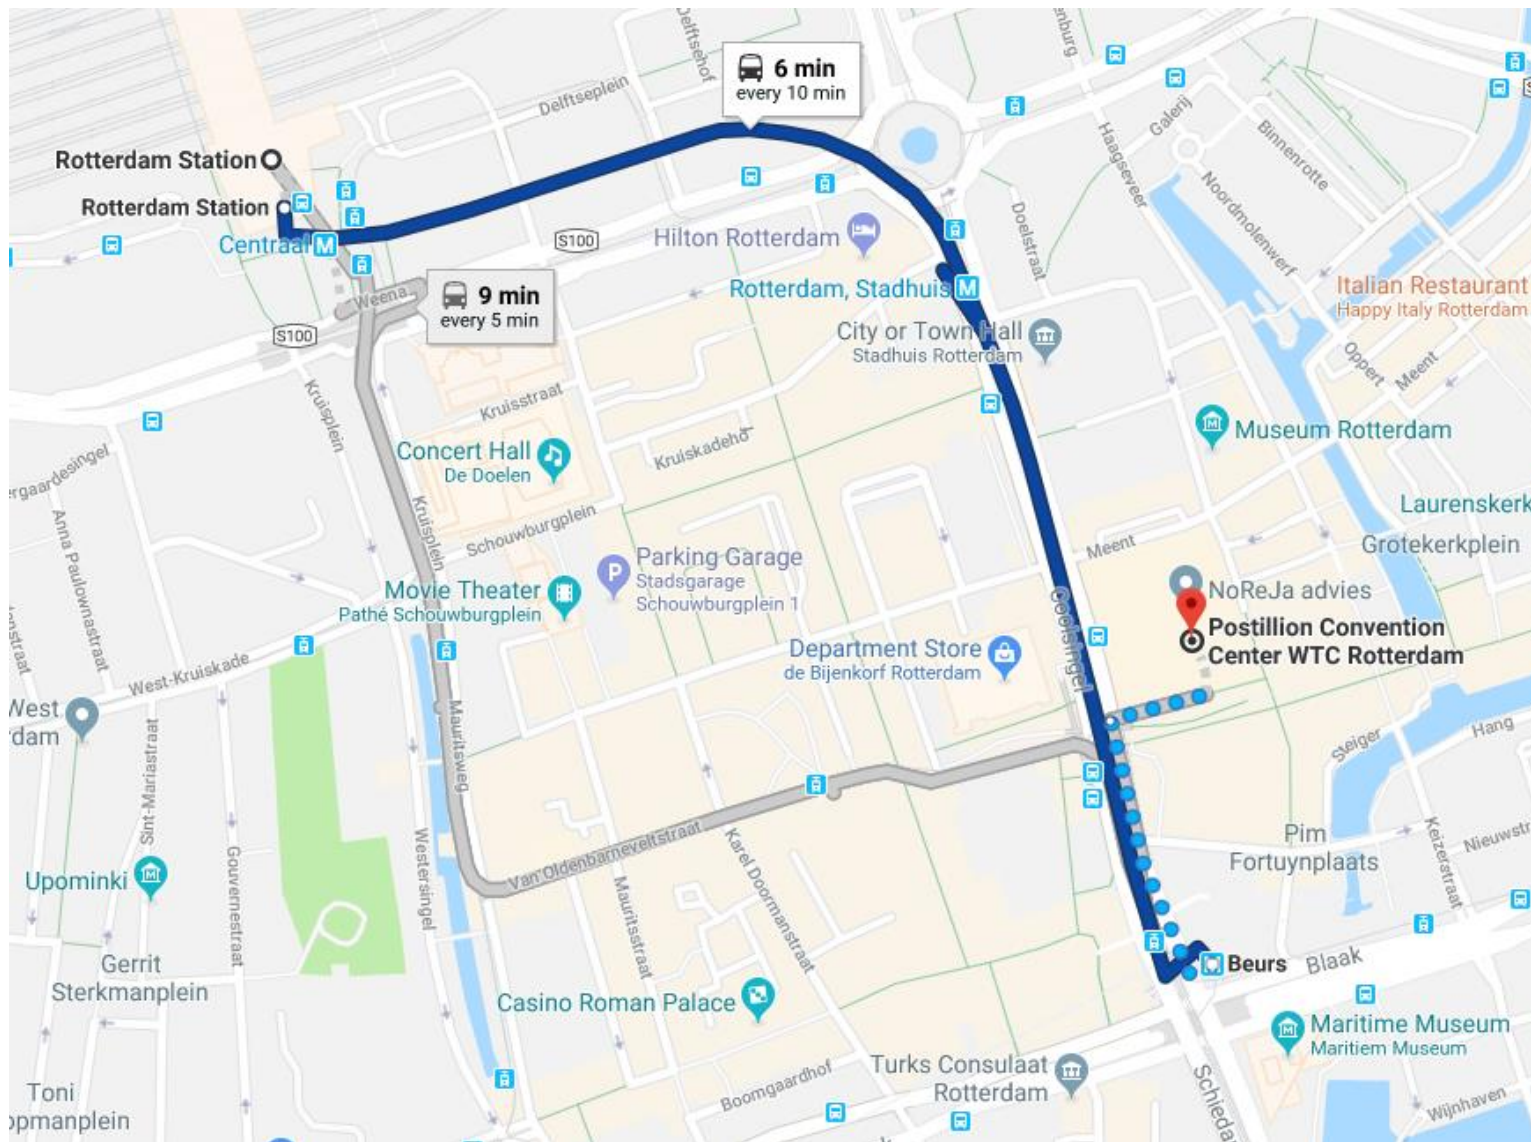 Delftsehof
6 min
every 10 min
Delftseplein
Haagseveer
Galerij
Binnenrotte
Rotterdam Station
Rotterdam Station
Noordmolenwerf
Doelstraat
Centraal
S100
Hilton Rotterdam
Weena
9 min
every 5 min
Rotterdam, Stadhuis
Italian Restaurant
Happy Italy Rotterdam
S100
City or Town Hall
Stadhuis Rotterdam
Oppert
Meent
Kruisplein
Kruisstraat
Concert Hall
De Doelen
Kruiskadehof
Museum Rotterdam
Anna Paulownastraat
Kruisplein
Schouwburgplein
Laurenskerk
Grotekerkplein
Meent
Parking Garage
Stadsgarage
Schouwburgplein 1
Movie Theater
Pathé Schouwburgplein
NoReJa advies
Coolsingel
Postillion Convention
Center WTC Rotterdam
Department Store
de Bijenkorf Rotterdam
West-Kruiskade
West
Mauritsweg
Sint-Mariastraat
Steiger
Hang
Van Oldenbarneveltstraat
Pim
Fortuynplaats
Keizerstraat
Upominki
Gouvernestraat
Westersingel
Mauritsstraat
Karel Doormanstraat
Beurs
Blaak
Gerrit
Sterkmanplein
Casino Roman Palace
Maritime Museum
Maritiem Museum
Turks Consulaat
Rotterdam
Boomgaardhof
Toni
Wijnhaven